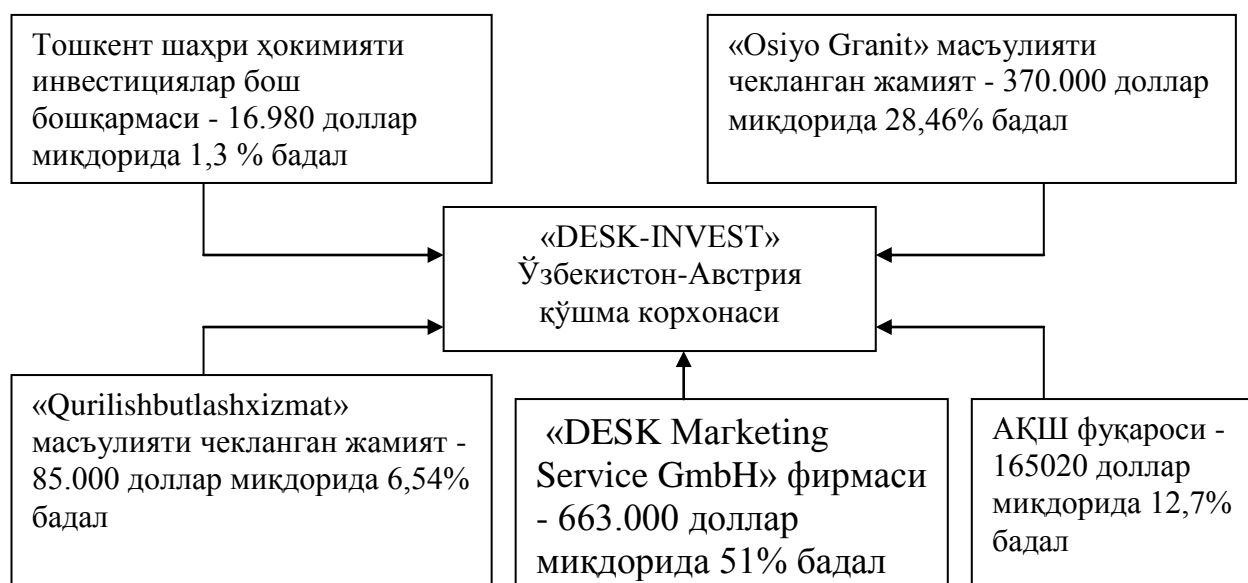 Тошкент шаҳри ҳокимияти
инвестициялар бош
бошқармаси - 16.980 доллар
миқдорида 1,3 % бадал
«Osiyo Granit» масъулияти
чекланган жамият - 370.000 доллар
миқдорида 28,46% бадал
«DESK-INVEST»
Ўзбекистон-Австрия
қўшма корхонаси
«Qurilishbutlashxizmat»
масъулияти чекланган жамият -
85.000 доллар миқдорида 6,54%
бадал
«DESK Marketing
Service GmbH» фирмаси
- 663.000 доллар
миқдорида 51% бадал
АҚШ фуқароси -
165020 доллар
миқдорида 12,7%
бадал